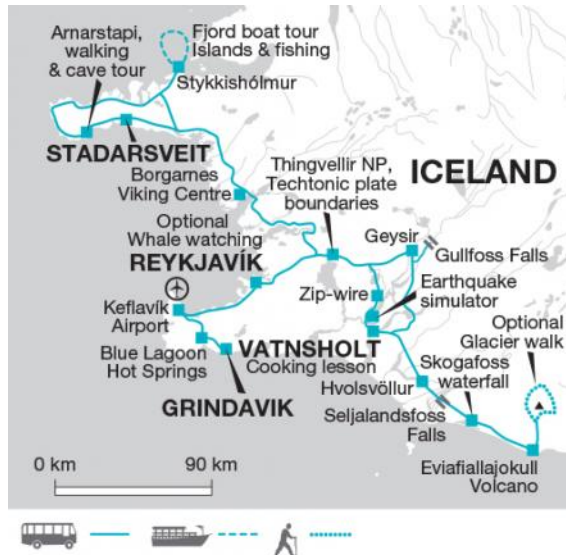 Arnarstapi,
walking
& cave tour
Fjord boat tour
Islands & fishing
Stykkishólmur
STADARSVEIT
Borgarnes
Viking Centre
Thingvellir NP,
Techtonic plate
boundaries
ICELAND
Optional
Whale watching
REYKJAVÍK
Geysir
Gullfoss Falls
Keflavík
Airport
Zip-wire
Earthquake
simulator
Blue Lagoon
Hot Springs
VATNSHOLT
Cooking lesson
Optional
Glacier walk
GRINDAVIK
Hvolsvöllur
Skogafoss
waterfall
Seljalandsfoss
Falls
Eviafiallajokull
Volcano
0 km
90 km